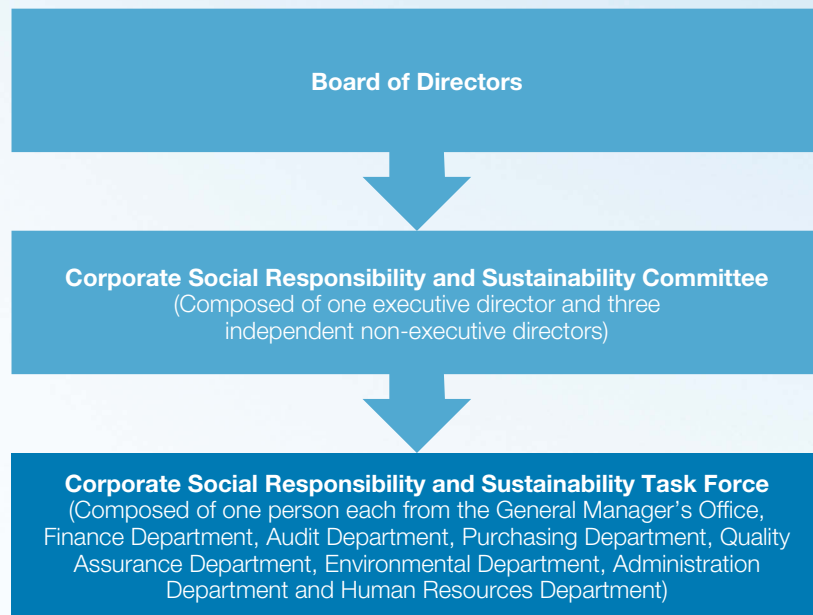 Board of Directors
Corporate Social Responsibility and Sustainability Committee
(Composed of one executive director and three
independent non-executive directors)
Corporate Social Responsibility and Sustainability Task Force
(Composed of one person each from the General Manager’s Office,
Finance Department, Audit Department, Purchasing Department, Quality
Assurance Department, Environmental Department, Administration
Department and Human Resources Department)